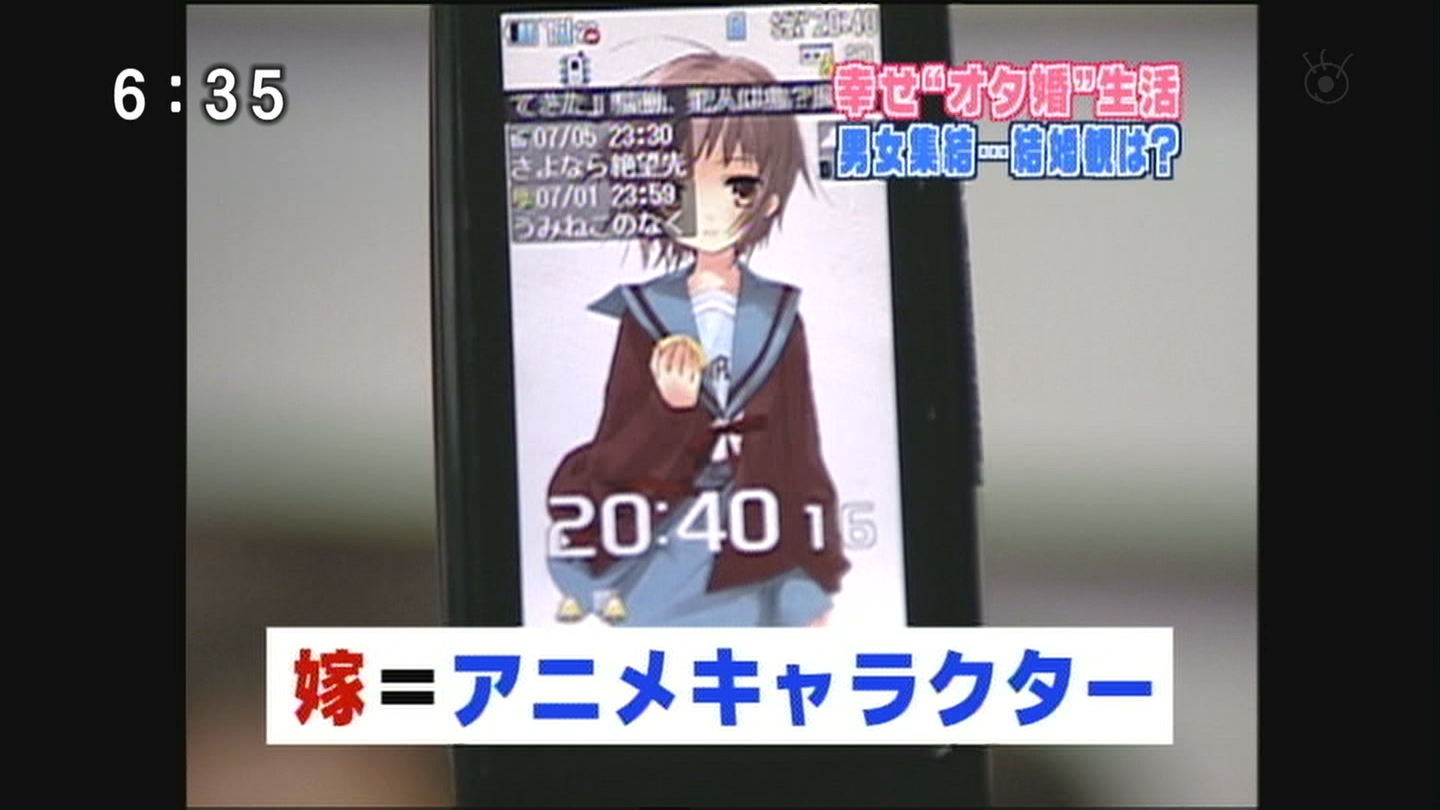 6:35
幸せ“オタ婚”生活
男女集結…結婚観は?
20:40
07/05 23:30
さよなら絶望先
07/01 23:59
うみねこのなく
20:40 16
嫁=アニメキャラクター